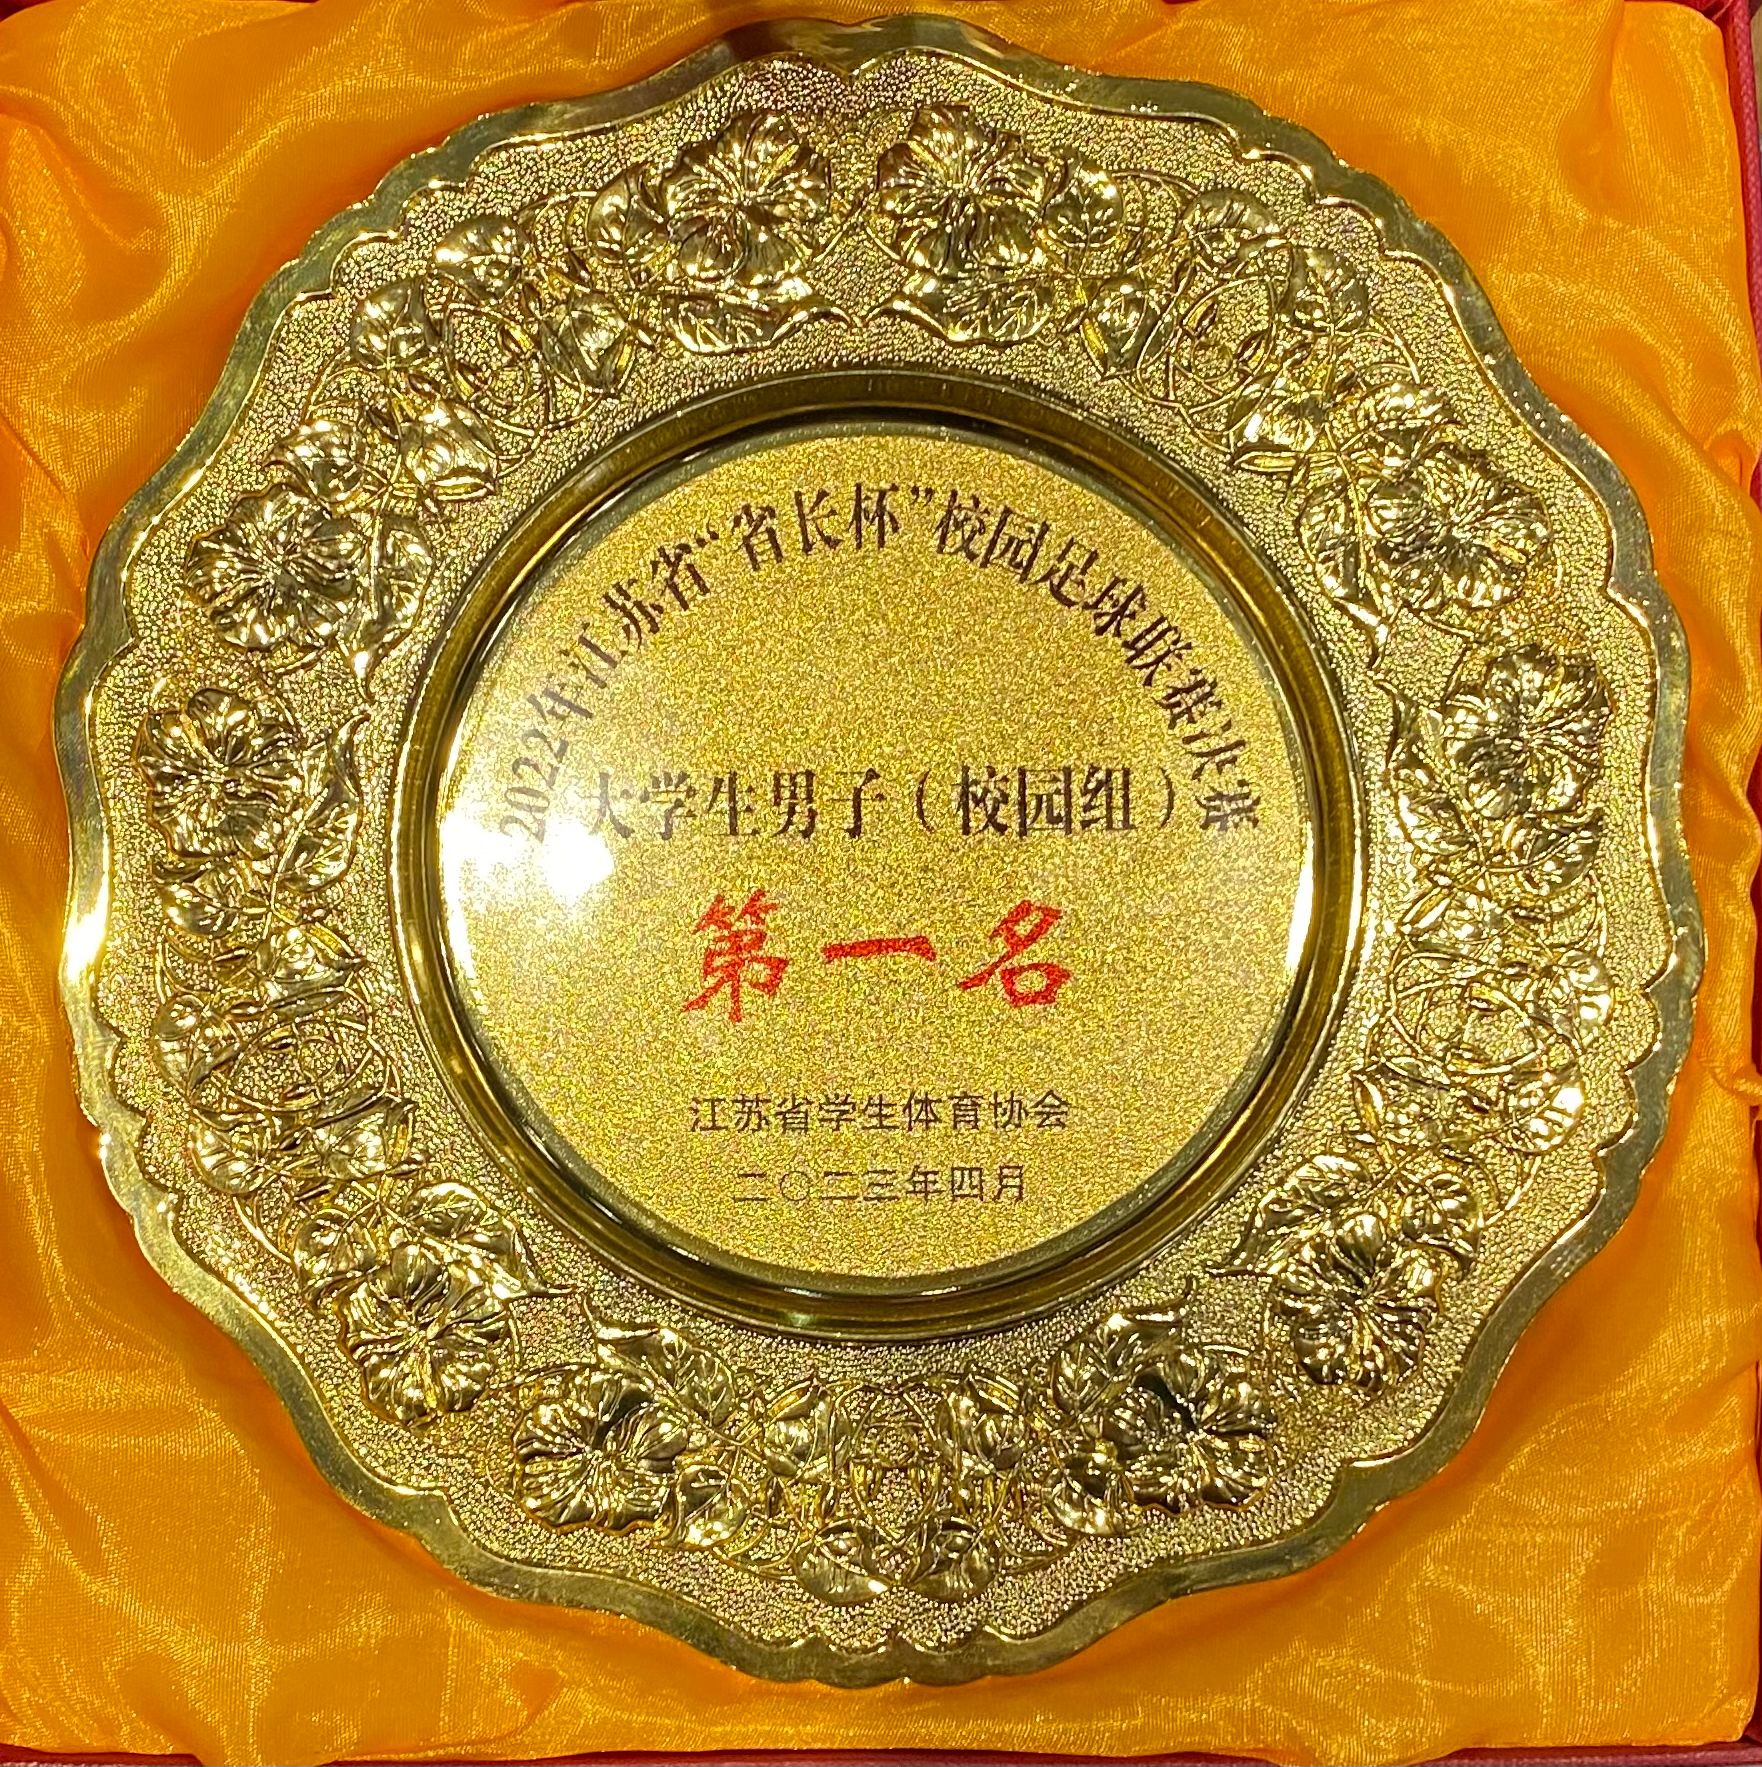 2022年江苏省“省长杯”校园足球联赛决赛
大学生男子（校园组）
第一名
江苏省学生体育协会
二〇二三年四月